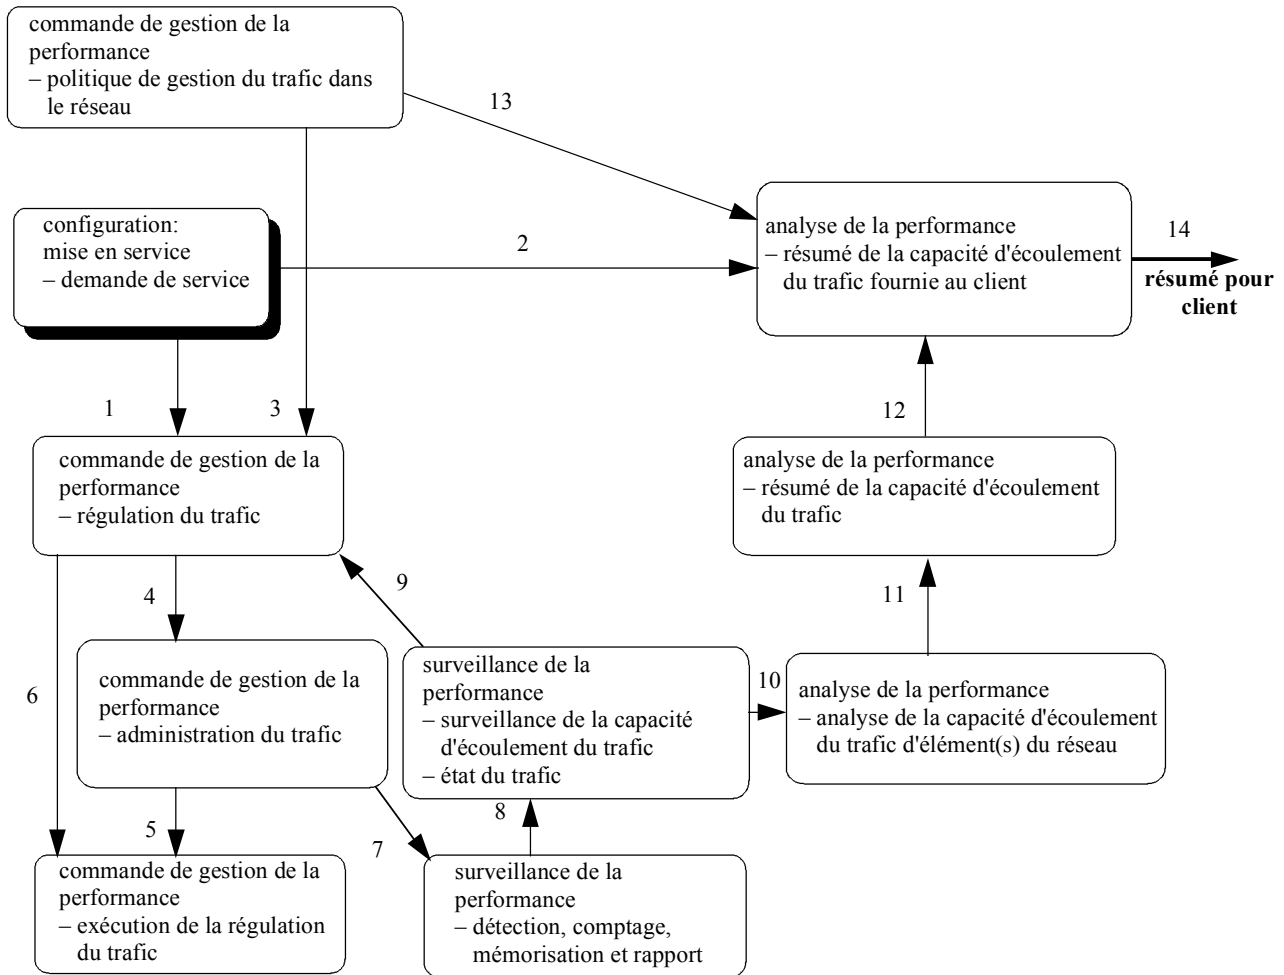 commande de gestion de la
performance
– politique de gestion du trafic dans
le réseau
13
configuration:
mise en service
– demande de service
2
analyse de la performance
– résumé de la capacité d'écoulement
du trafic fournie au client
14
résumé pour
client
1
3
12
commande de gestion de la
performance
– régulation du trafic
analyse de la performance
– résumé de la capacité d'écoulement
du trafic
4
9
11
6
commande de gestion de la
performance
– administration du trafic
surveillance de la
performance
– surveillance de la capacité
d'écoulement du trafic
– état du trafic
10
analyse de la performance
– analyse de la capacité d'écoulement
du trafic d'élément(s) du réseau
5
7
8
commande de gestion de la
performance
– exécution de la régulation
du trafic
surveillance de la
performance
– détection, comptage,
mémorisation et rapport